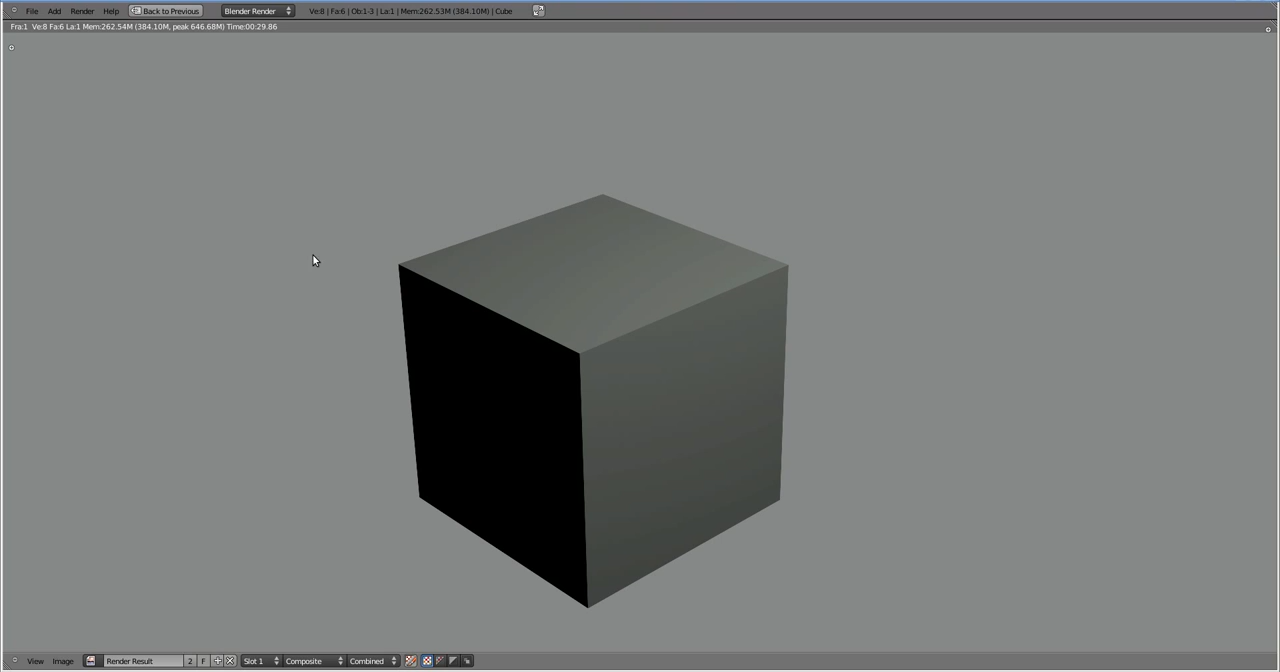 File Add Render Help Back to Previous Blender Render Ve:8 | Fa:6 | Ob:1-3 | La:1 | Mem:262.53M (384.10M) | Cube
Fra:1 Ve:8 Fa:6 La:1 Mem:262.54M (384.10M, peak 646.68M) Time:00:29.86
View Image Render Result 2 F Slot 1 Composite Combined